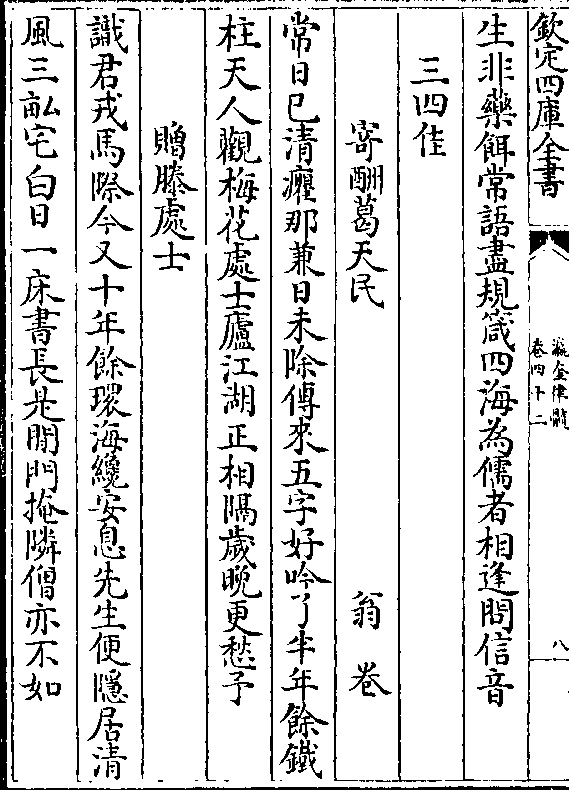 欽定四庫全書
瀛奎律髓
卷四十二
八
生非藥餌常語盡規箴四海為儒者相逢問信音
三四佳
寄酬葛天民
翁卷
常日已清癯那兼日未除傳來五字好吟了半年餘鐵
柱天人觀梅花處士廬江湖正相隔歲晚更愁予
贈滕處士
識君戎馬際今又十年餘環海纔安息先生便隱居清
風三畝宅白日一床書長是閉門掩隣僧亦不如